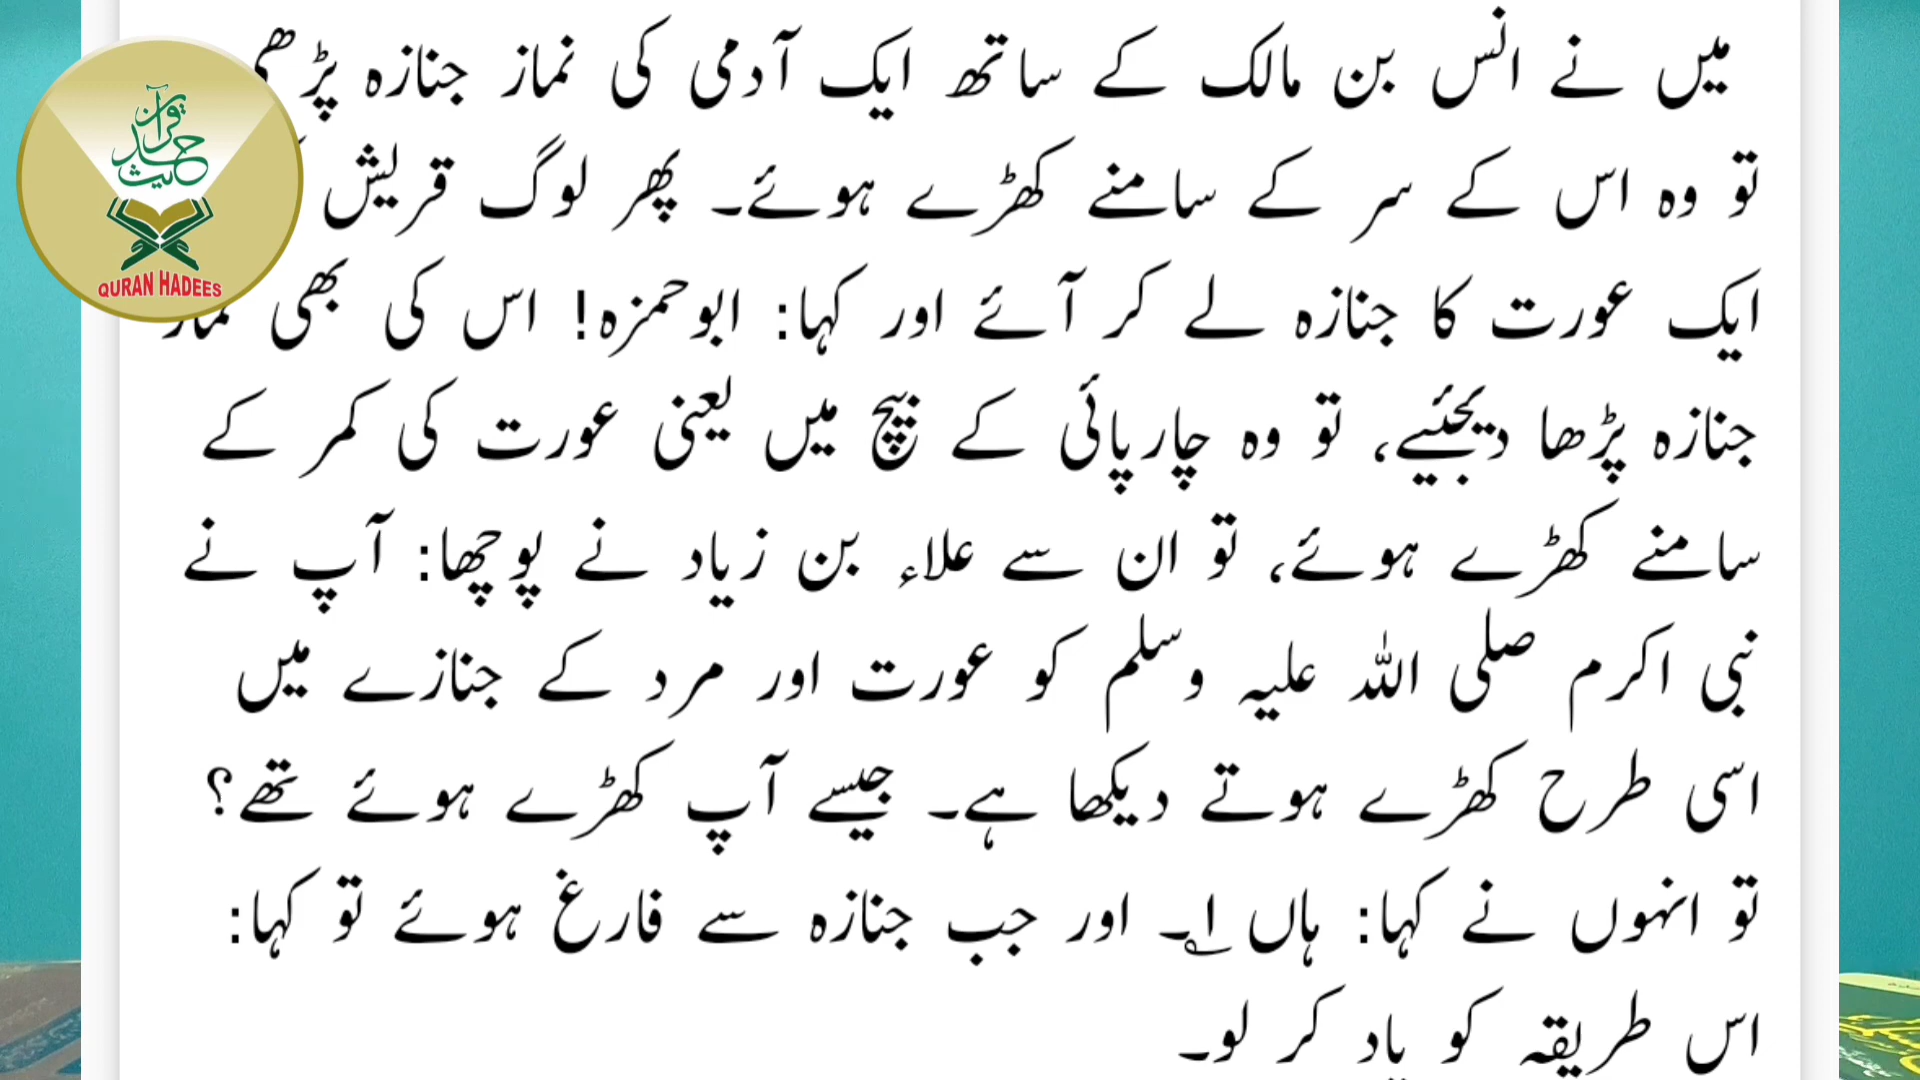 میں نے انس بن مالک کے ساتھ ایک آدمی کی نماز جنازہ پڑھی
تو وہ اس کے سر کے سامنے کھڑے ہوئے۔ پھر لوگ قریش
ایک عورت کا جنازہ لے کر آئے اور کہا: ابوحمزہ! اس کی بھی نماز
جنازہ پڑھا دیجئیے، تو وہ چارپائی کے بیچ میں یعنی عورت کی کمر کے
سامنے کھڑے ہوئے، تو ان سے علاء بن زیاد نے پوچھا: آپ نے
نبی اکرم صلی اللہ علیہ وسلم کو عورت اور مرد کے جنازے میں
اسی طرح کھڑے ہوتے دیکھا ہے۔ جیسے آپ کھڑے ہوئے تھے؟
تو انہوں نے کہا: ہاں ا؎۔ اور جب جنازہ سے فارغ ہوئے تو کہا:
اس طریقہ کو یاد کر لو۔
قرآن
حدیث
QURAN HADEES